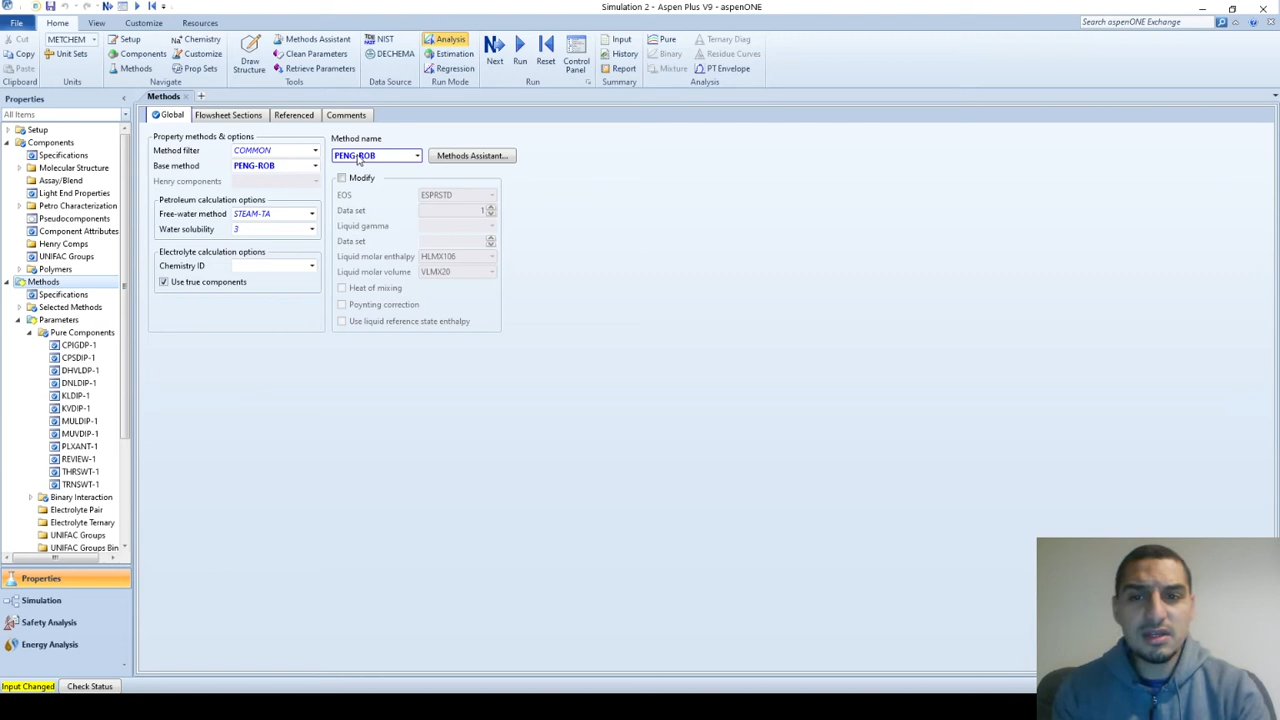 Simulation 2 - Aspen Plus V9 - aspenONE
File Home View Customize Resources
Search aspenONE Exchange
Cut METCHEM Setup Chemistry Methods Assistant NIST Analysis Input Pure Ternary Diag
Copy Unit Sets Components Customize Clean Parameters DECHEMA Estimation History Binary Residue Curves
Paste Methods Prop Sets Retrieve Parameters Regression Report Mixture PT Envelope
Draw Structure
Next Run Reset Control Panel
Clipboard Units Navigate Tools Data Source Run Mode Run Summary Analysis
Properties
All Items
Setup
Components
Specifications
Molecular Structure
Assay/Blend
Light End Properties
Petro Characterization
Pseudocomponents
Component Attributes
Henry Comps
UNIFAC Groups
Polymers
Methods
Specifications
Selected Methods
Parameters
Pure Components
CPIGDP-1
CPSDIP-1
DHVLDP-1
DNLDIP-1
KLDIP-1
KVDIP-1
MULDIP-1
MUVDIP-1
PLXANT-1
REVIEW-1
THRSWT-1
TRNSWT-1
Binary Interaction
Electrolyte Pair
Electrolyte Ternary
UNIFAC Groups
UNIFAC Groups Bin
Properties
Simulation
Safety Analysis
Energy Analysis
Methods
Global Flowsheet Sections Referenced Comments
Property methods & options
Method filter COMMON
Base method PENG-ROB
Henry components
Petroleum calculation options
Free-water method STEAM-TA
Water solubility 3
Electrolyte calculation options
Chemistry ID
Use true components
Method name
PENG-ROB Methods Assistant...
Modify
EOS ESPRSTD
Data set 1
Liquid gamma
Data set
Liquid molar enthalpy HLMX106
Liquid molar volume VLMX20
Heat of mixing
Poynting correction
Use liquid reference state enthalpy
Input Changed Check Status